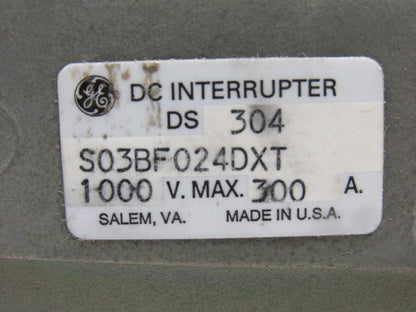 GE DC INTERRUPTER
DS 304
S03BF024DXT
1000 V. MAX. 300 A.
SALEM, VA. MADE IN U.S.A.